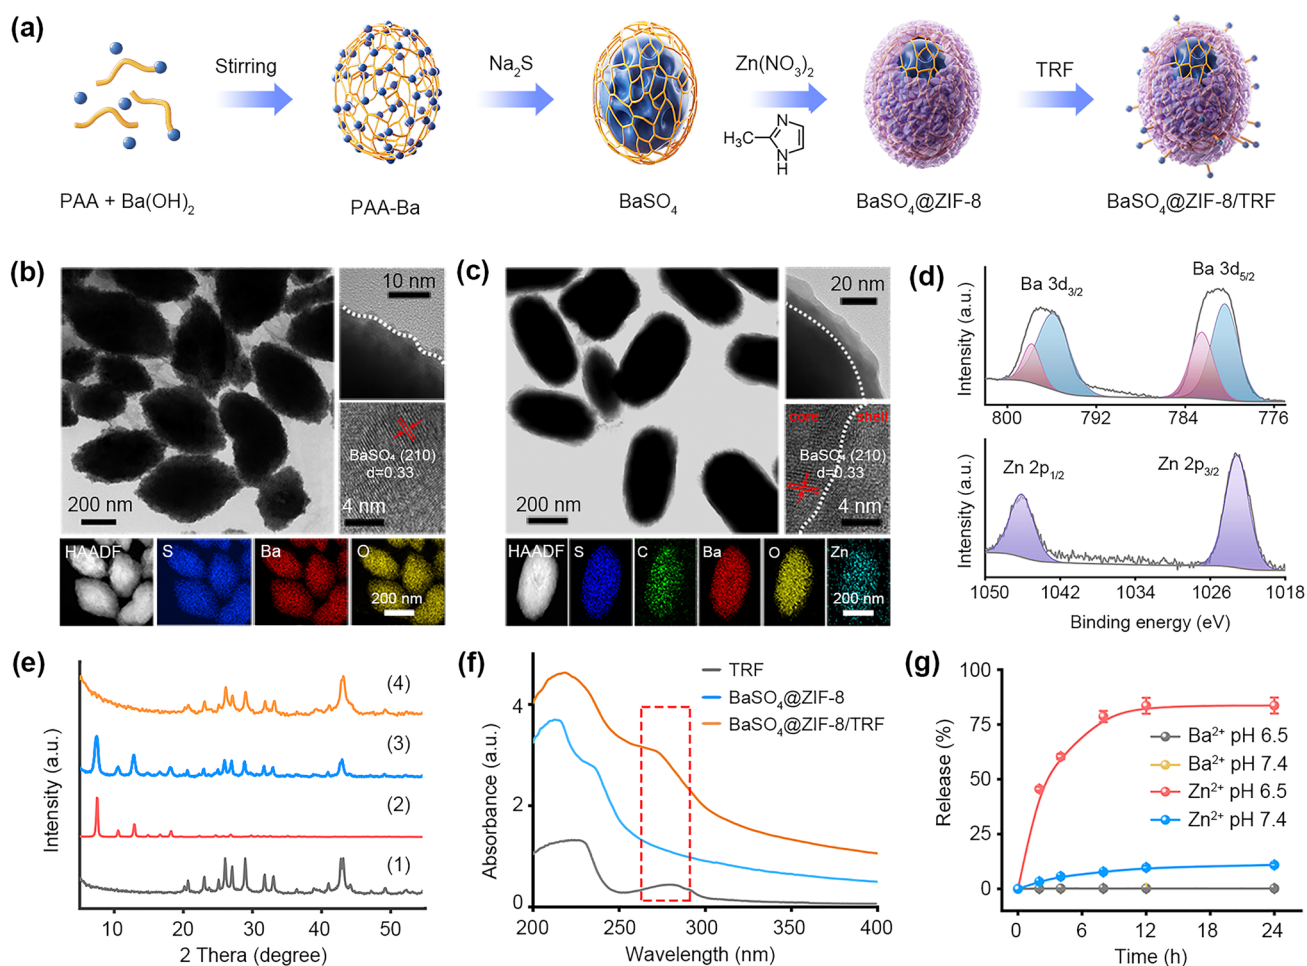 (a)
Stirring
Na₂S
Zn(NO₃)₂
TRF
H₃C
N
N
H
PAA + Ba(OH)₂
PAA-Ba
BaSO₄
BaSO₄@ZIF-8
BaSO₄@ZIF-8/TRF
(b)
10 nm
BaSO₄ (210)
d=0.33
200 nm
4 nm
HAADF
S
Ba
O
200 nm
(c)
20 nm
core
shell
BaSO₄ (210)
d=0.33
200 nm
4 nm
HAADF
S
C
Ba
O
Zn
200 nm
(d)
Ba 3d₃/₂
Ba 3d₅/₂
Intensity (a.u.)
800 792 784 776
Zn 2p₁/₂
Zn 2p₃/₂
Intensity (a.u.)
1050 1042 1034 1026 1018
Binding energy (eV)
(e)
(4)
(3)
(2)
(1)
Intensity (a.u.)
10 20 30 40 50
2 Thera (degree)
(f)
TRF
BaSO₄@ZIF-8
BaSO₄@ZIF-8/TRF
Absorbance (a.u.)
4
2
0
200 250 300 350 400
Wavelength (nm)
(g)
Release (%)
100
75
50
25
0
Ba²⁺ pH 6.5
Ba²⁺ pH 7.4
Zn²⁺ pH 6.5
Zn²⁺ pH 7.4
0 6 12 18 24
Time (h)